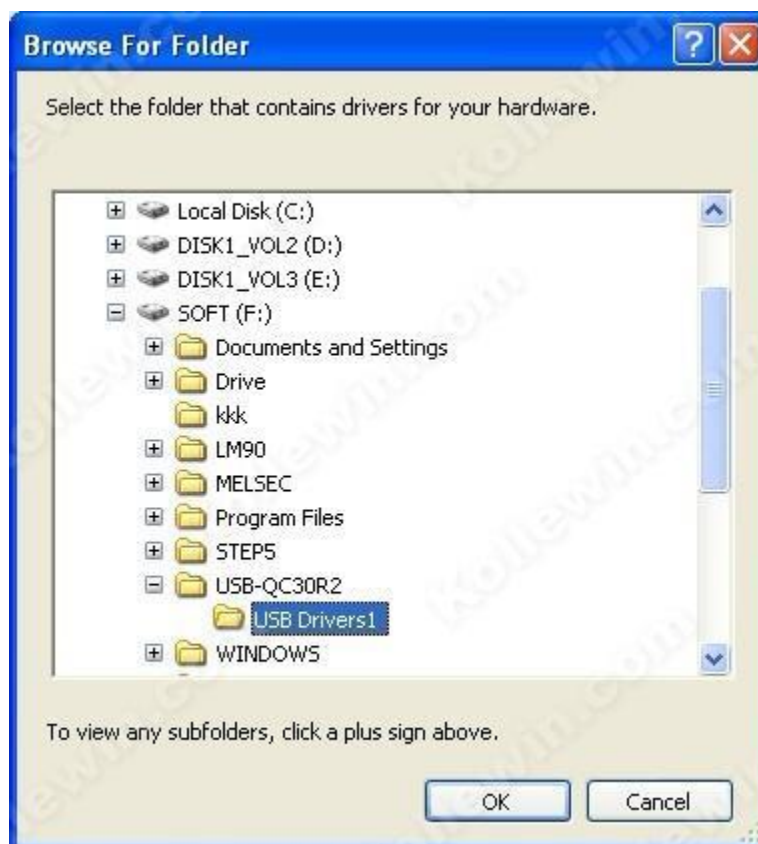 Browse For Folder
Select the folder that contains drivers for your hardware.
Local Disk (C:)
DISK1_VOL2 (D:)
DISK1_VOL3 (E:)
SOFT (F:)
Documents and Settings
Drive
kkk
LM90
MELSEC
Program Files
STEP5
USB-QC30R2
USB Drivers1
WINDOWS
To view any subfolders, click a plus sign above.
OK
Cancel
Kollewin.com